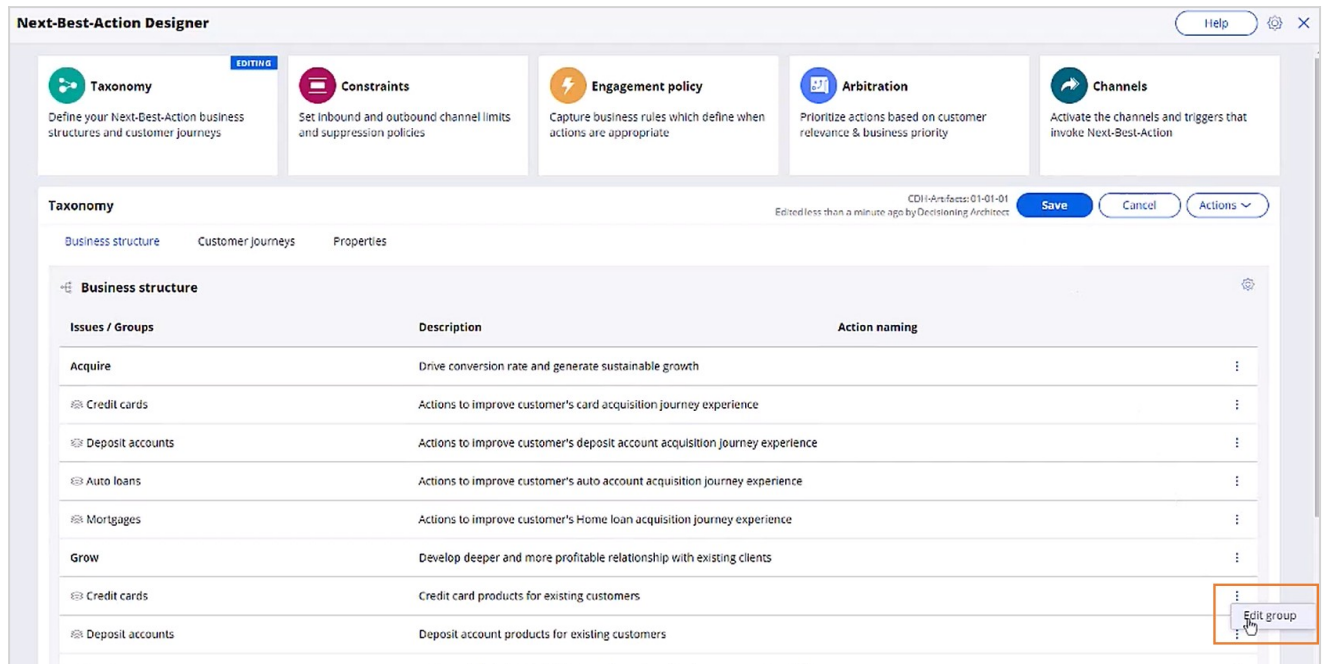 Next-Best-Action Designer
Help
EDITING
Taxonomy
Define your Next-Best-Action business
structures and customer journeys
Constraints
Set inbound and outbound channel limits
and suppression policies
Engagement policy
Capture business rules which define when
actions are appropriate
Arbitration
Prioritize actions based on customer
relevance & business priority
Channels
Activate the channels and triggers that
invoke Next-Best-Action
Taxonomy
CDH-Artifacts:01-01-01
Edited less than a minute ago by Decisioning Architect
Save
Cancel
Actions
Business structure Customer journeys Properties
Business structure
Issues / Groups Description Action naming
Acquire Drive conversion rate and generate sustainable growth
Credit cards Actions to improve customer's card acquisition journey experience
Deposit accounts Actions to improve customer's deposit account acquisition journey experience
Auto loans Actions to improve customer's auto account acquisition journey experience
Mortgages Actions to improve customer's Home loan acquisition journey experience
Grow Develop deeper and more profitable relationship with existing clients
Credit cards Credit card products for existing customers
Edit group
Deposit accounts Deposit account products for existing customers